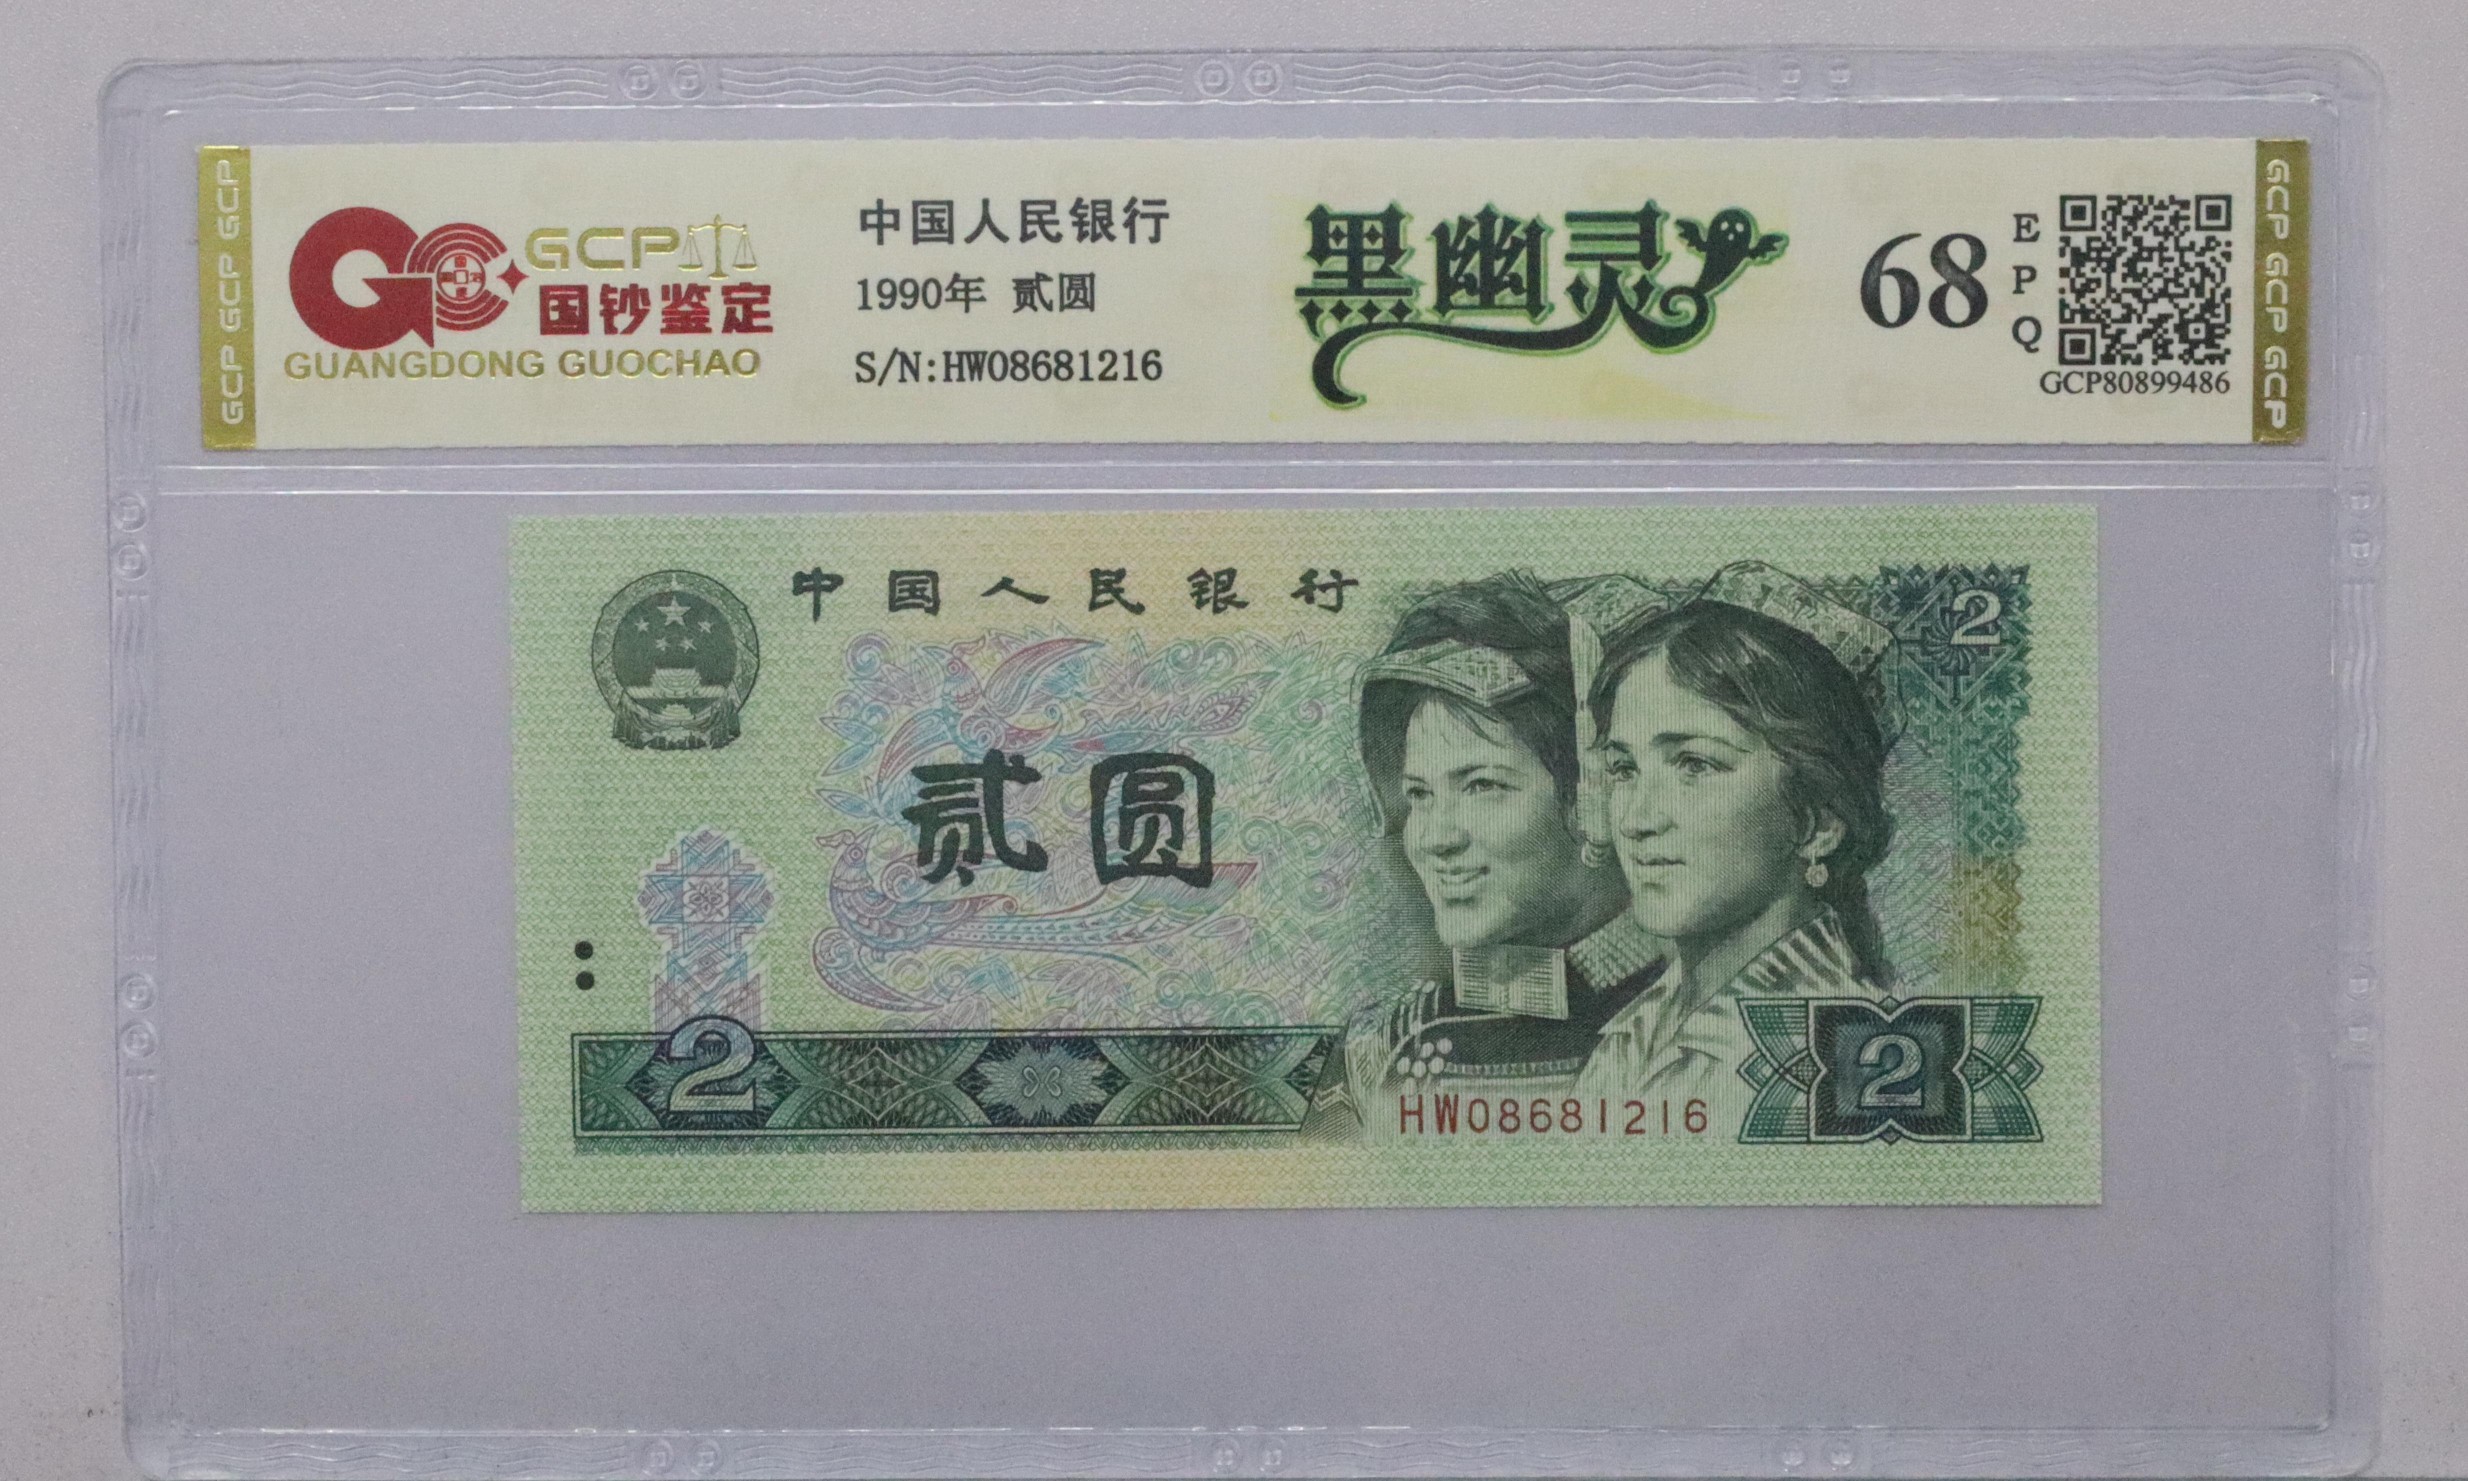 GCP GCP GCP
GCP
国钞鉴定
GUANGDONG GUOCHAO
中国人民银行
1990年 贰圆
S/N:HW08681216
黑幽灵
68
EPQ
GCP80899486
GCP GCP GCP
中国人民银行
2
贰圆
2
HW08681216
2